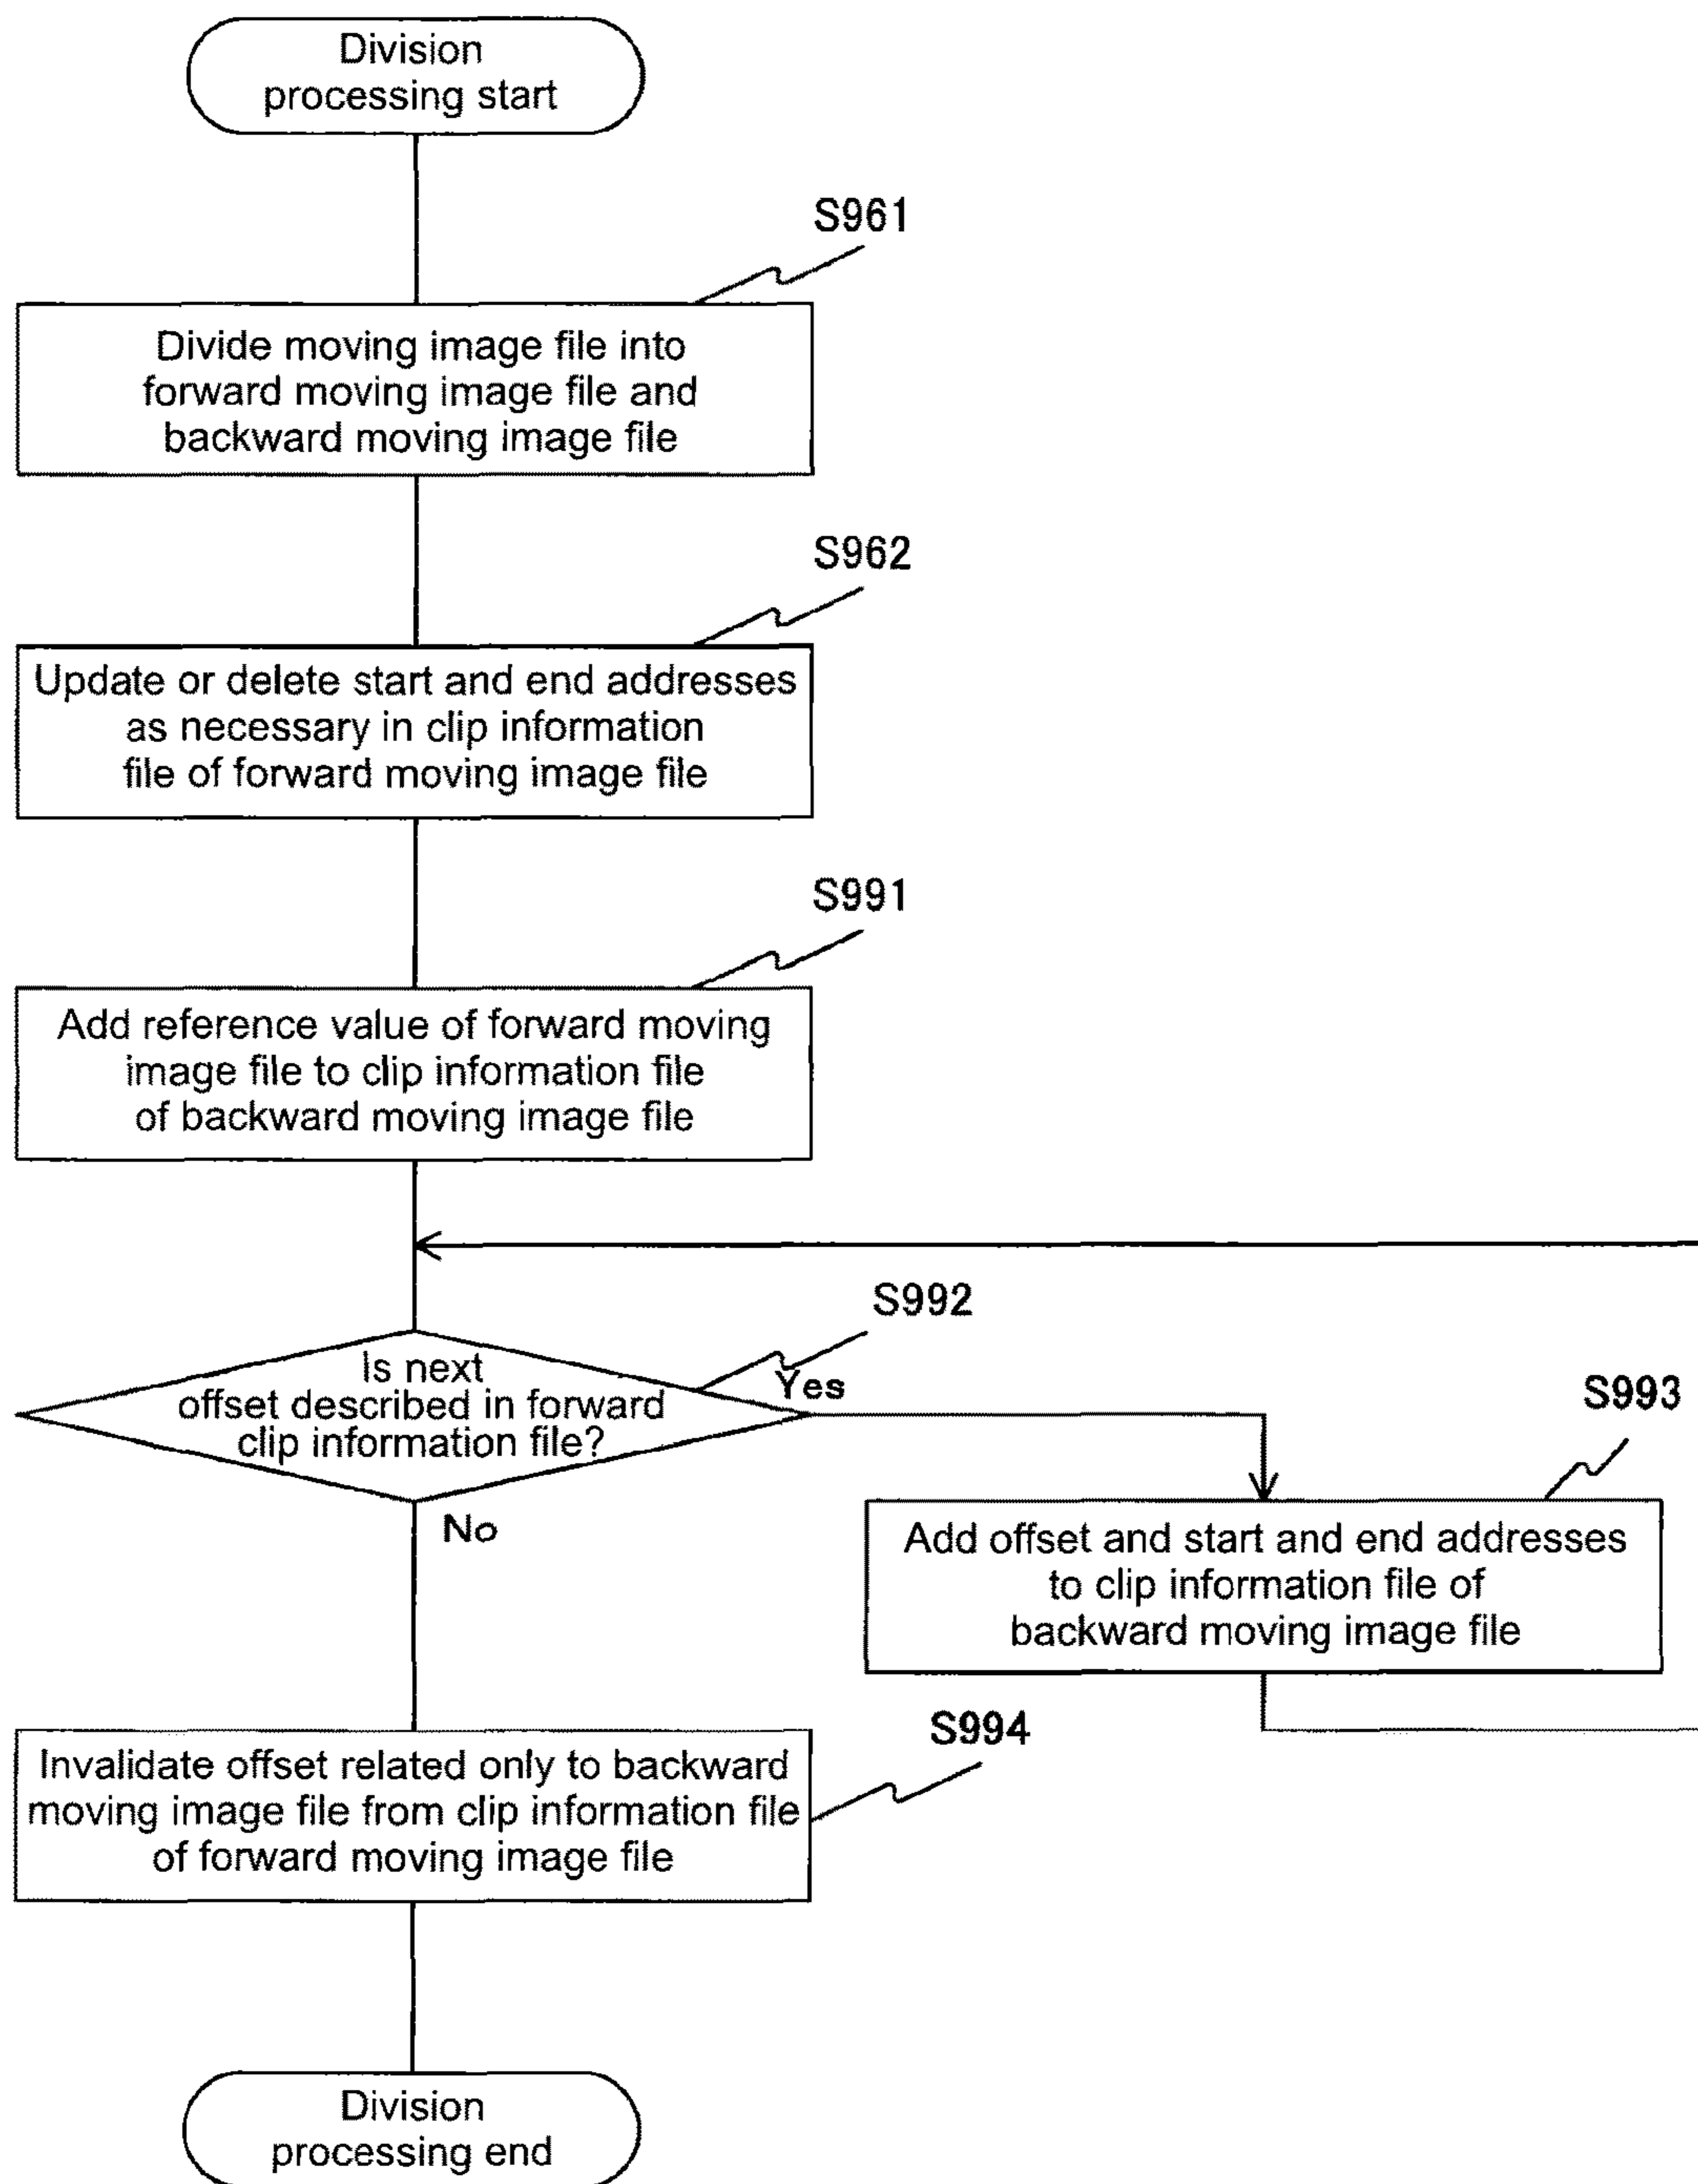 Division
processing start
S961
Divide moving image file into
forward moving image file and
backward moving image file
S962
Update or delete start and end addresses
as necessary in clip information
file of forward moving image file
S991
Add reference value of forward moving
image file to clip information file
of backward moving image file
S992
Is next
offset described in forward
clip information file?
Yes
No
S993
Add offset and start and end addresses
to clip information file of
backward moving image file
S994
Invalidate offset related only to backward
moving image file from clip information file
of forward moving image file
Division
processing end